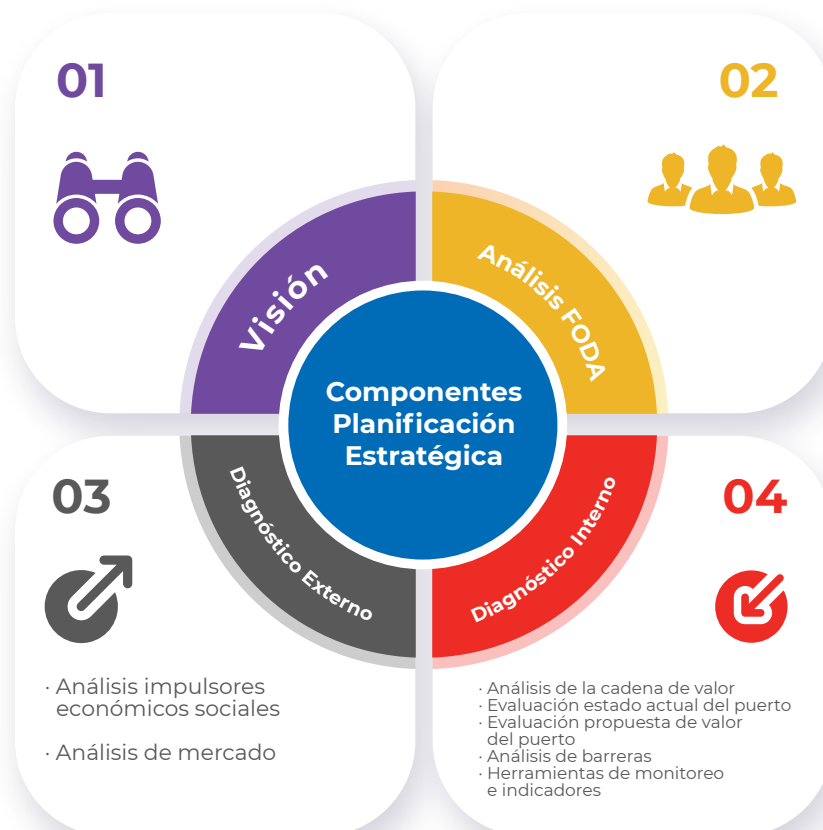 01
02
Visión
Análisis FODA
Componentes
Planificación
Estratégica
03
Diagnóstico Externo
· Análisis impulsores
económicos sociales
· Análisis de mercado
04
Diagnóstico Interno
· Análisis de la cadena de valor
· Evaluación estado actual del puerto
· Evaluación propuesta de valor
del puerto
· Análisis de barreras
· Herramientas de monitoreo
e indicadores